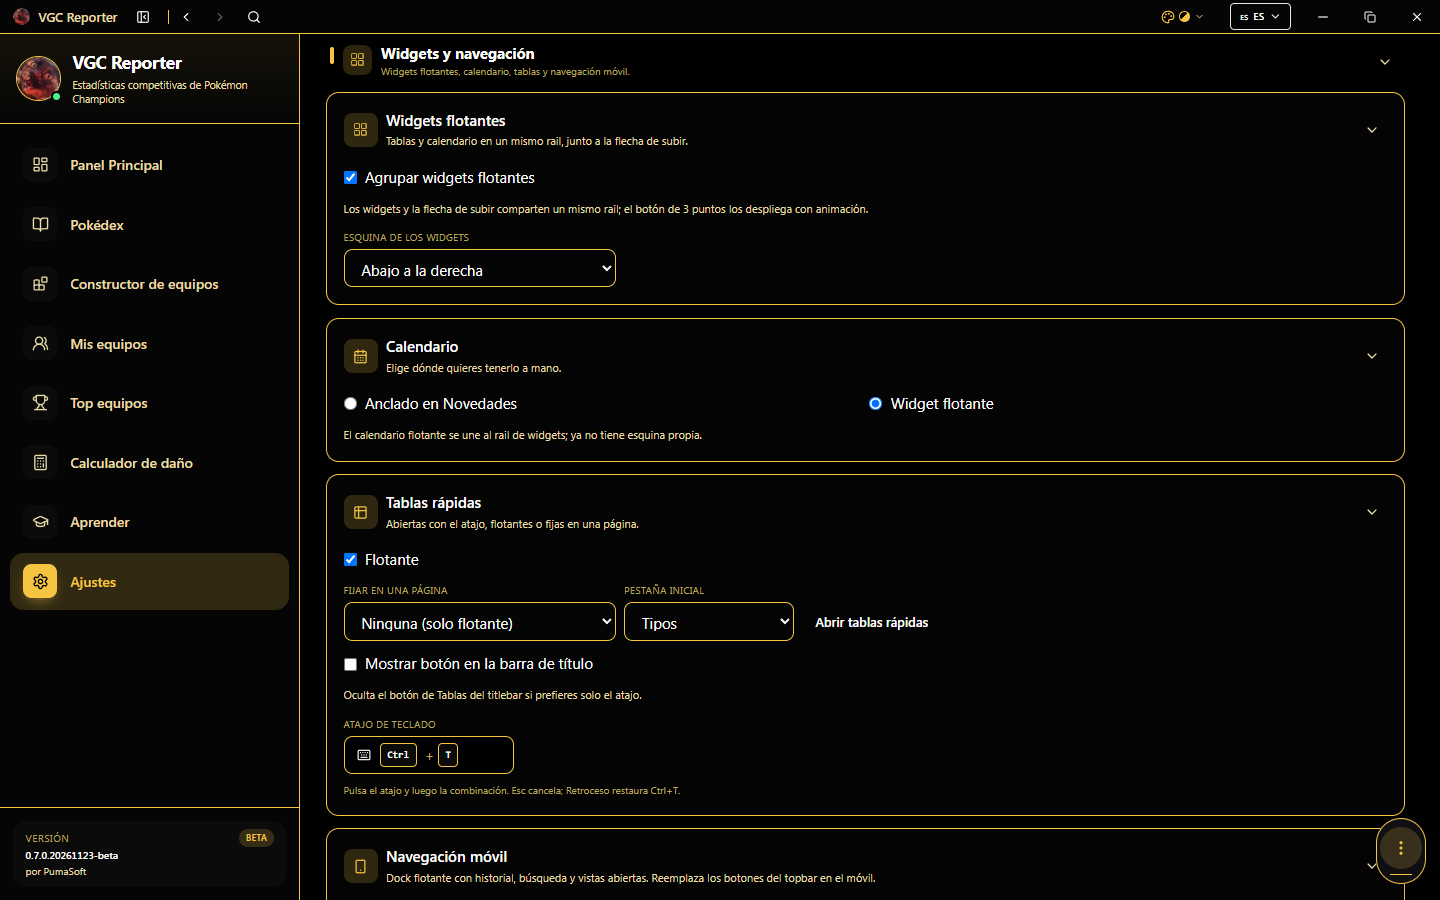 VGC Reporter
ES ES
VGC Reporter
Estadísticas competitivas de Pokémon
Champions
Panel Principal
Pokédex
Constructor de equipos
Mis equipos
Top equipos
Calculador de daño
Aprender
Ajustes
VERSIÓN
BETA
0.7.0.20261123-beta
por PumaSoft
Widgets y navegación
Widgets flotantes, calendario, tablas y navegación móvil.
Widgets flotantes
Tablas y calendario en un mismo rail, junto a la flecha de subir.
Agrupar widgets flotantes
Los widgets y la flecha de subir comparten un mismo rail; el botón de 3 puntos los despliega con animación.
ESQUINA DE LOS WIDGETS
Abajo a la derecha
Calendario
Elige dónde quieres tenerlo a mano.
Anclado en Novedades
Widget flotante
El calendario flotante se une al rail de widgets; ya no tiene esquina propia.
Tablas rápidas
Abiertas con el atajo, flotantes o fijas en una página.
Flotante
FIJAR EN UNA PÁGINA
PESTAÑA INICIAL
Ninguna (solo flotante)
Tipos
Abrir tablas rápidas
Mostrar botón en la barra de título
Oculta el botón de Tablas del titlebar si prefieres solo el atajo.
ATAJO DE TECLADO
Ctrl + T
Pulsa el atajo y luego la combinación. Esc cancela; Retroceso restaura Ctrl+T.
Navegación móvil
Dock flotante con historial, búsqueda y vistas abiertas. Reemplaza los botones del topbar en el móvil.